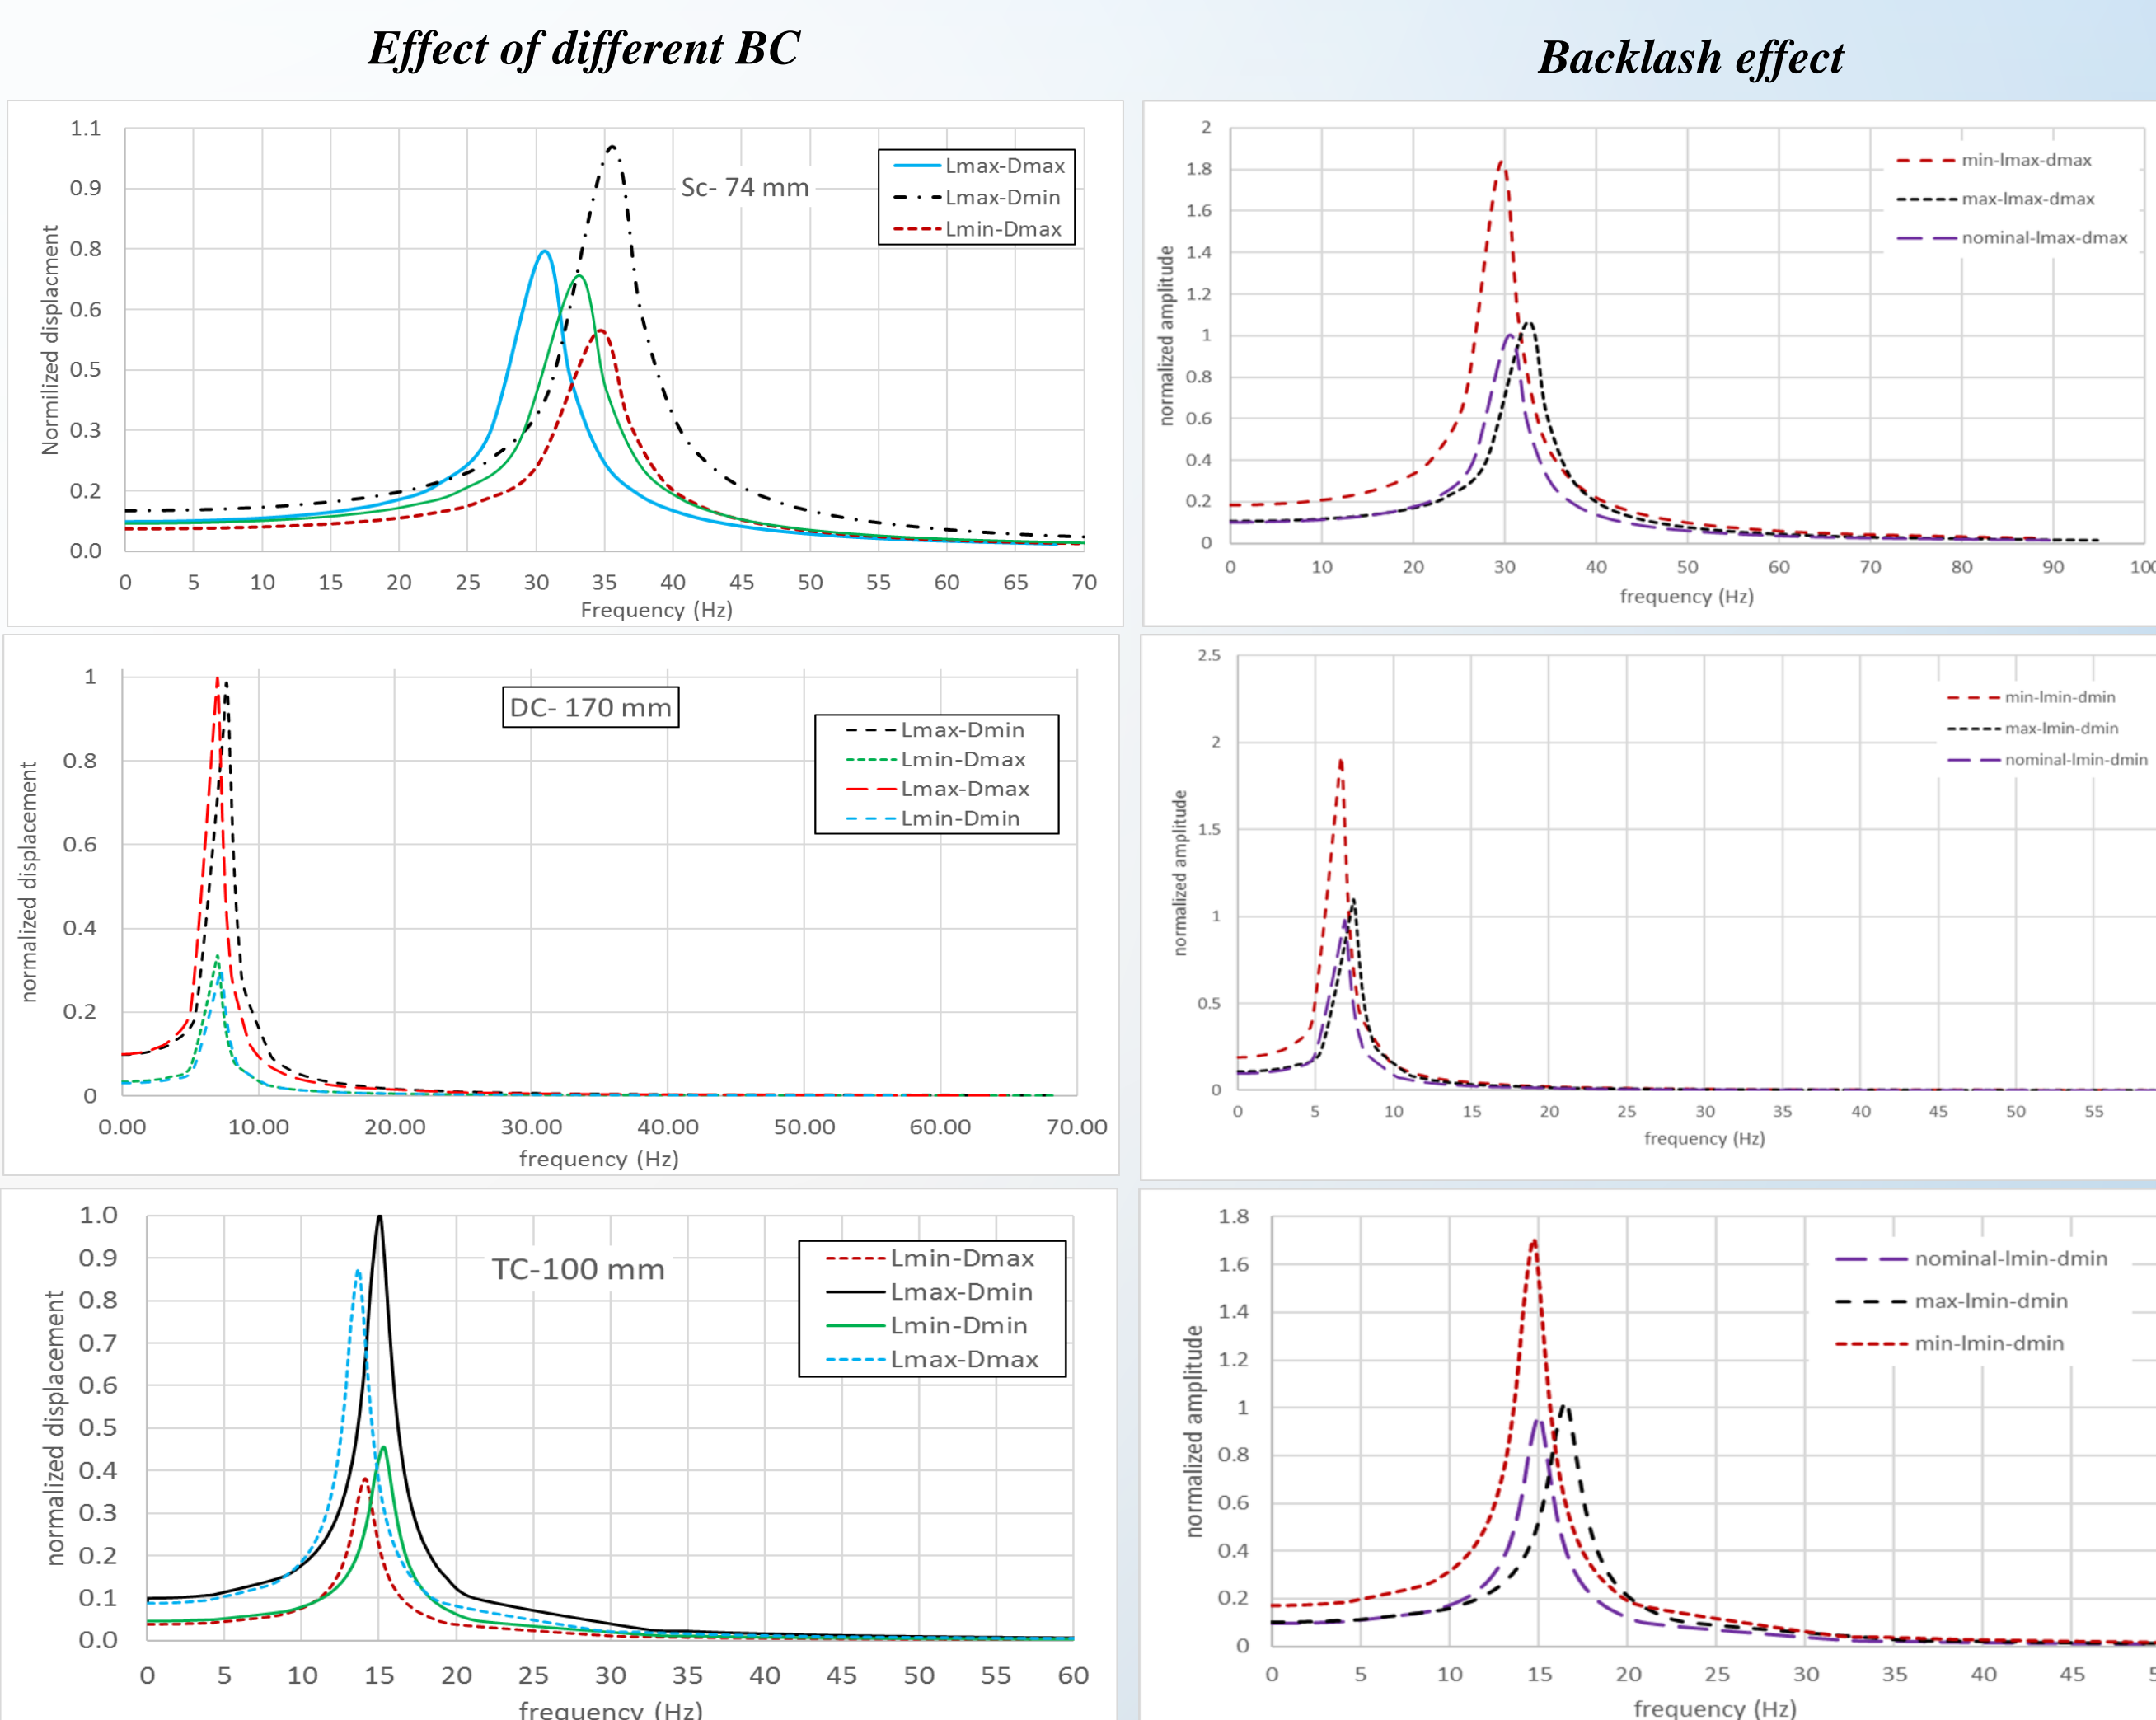 Effect of different BC
Backlash effect
1.1
0.9
0.8
0.6
0.5
0.3
0.2
0.0
Normilized displacment
Sc- 74 mm
Lmax-Dmax
Lmax-Dmin
Lmin-Dmax
0 5 10 15 20 25 30 35 40 45 50 55 60 65 70
Frequency (Hz)
2
1.8
1.6
1.4
1.2
1
0.8
0.6
0.4
0.2
0
normalized amplitude
min-lmax-dmax
max-lmax-dmax
nominal-lmax-dmax
0 10 20 30 40 50 60 70 80 90
frequency (Hz)
1
0.8
0.6
0.4
0.2
0
normalized displacement
DC- 170 mm
Lmax-Dmin
Lmin-Dmax
Lmax-Dmax
Lmin-Dmin
0.00 10.00 20.00 30.00 40.00 50.00 60.00 70.00
frequency (Hz)
2.5
2
1.5
1
0.5
0
normalized amplitude
min-lmin-dmin
max-lmin-dmin
nominal-lmin-dmin
0 5 10 15 20 25 30 35 40 45 50 55
frequency (Hz)
1.0
0.9
0.8
0.7
0.6
0.5
0.4
0.3
0.2
0.1
0.0
normalized displacement
TC-100 mm
Lmin-Dmax
Lmax-Dmin
Lmin-Dmin
Lmax-Dmax
0 5 10 15 20 25 30 35 40 45 50 55 60
frequency (Hz)
1.8
1.6
1.4
1.2
1
0.8
0.6
0.4
0.2
0
normalized amplitude
nominal-lmin-dmin
max-lmin-dmin
min-lmin-dmin
0 5 10 15 20 25 30 35 40 45
frequency (Hz)